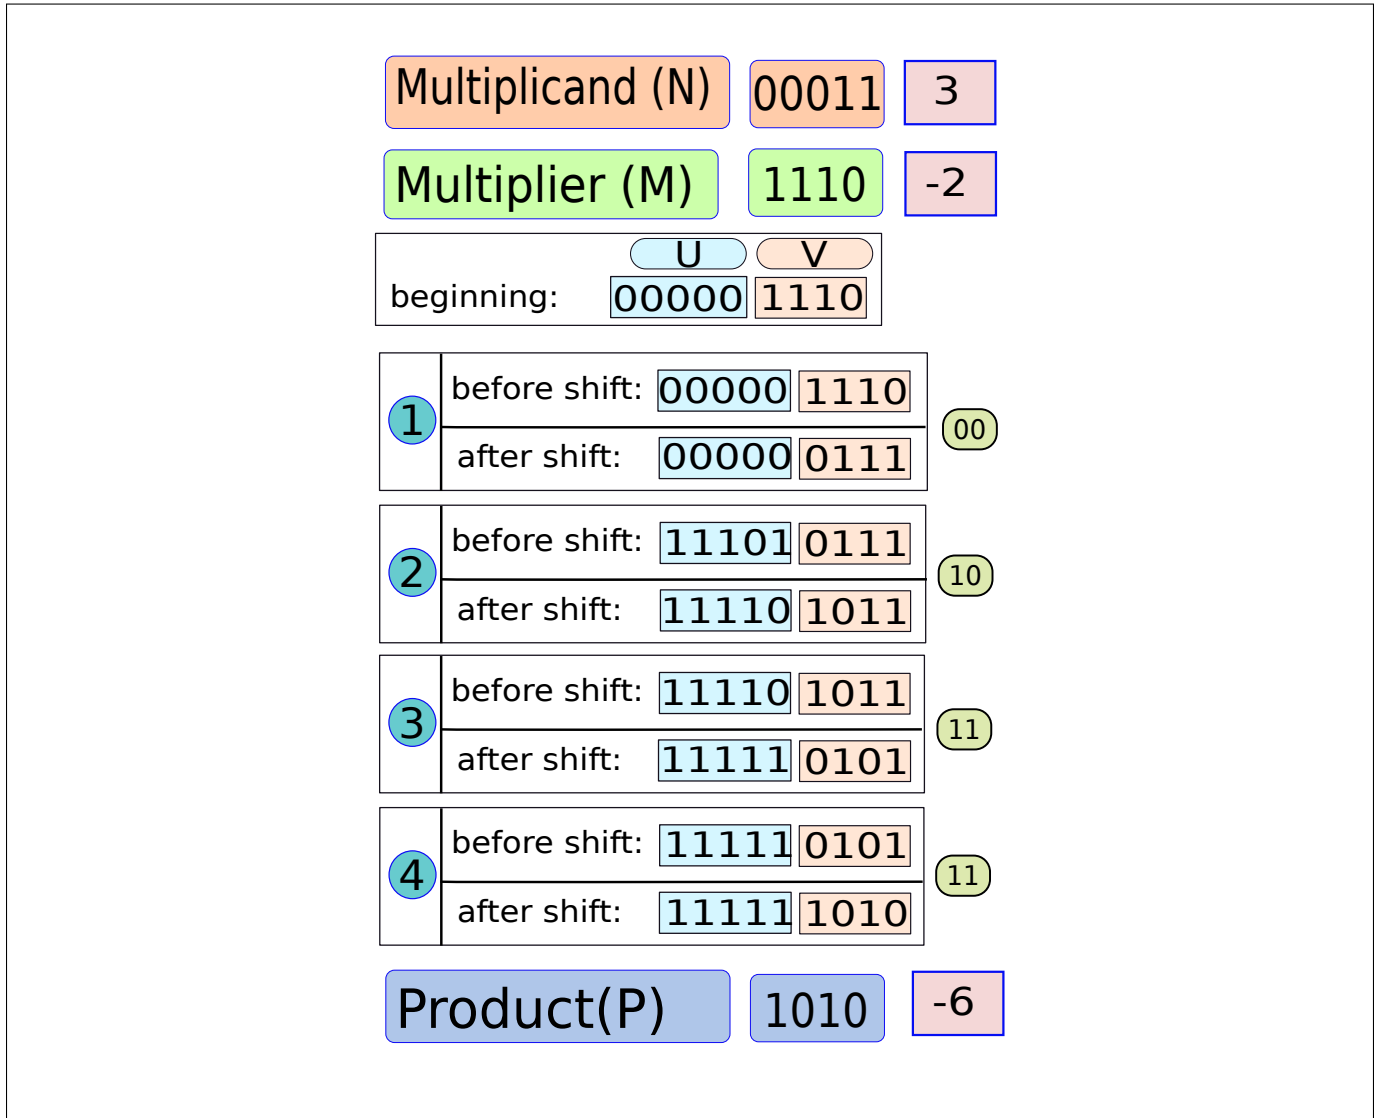 Multiplicand (N) 00011 3
Multiplier (M) 1110 -2
U V
beginning: 00000 1110
before shift: 00000 1110
1 00
after shift: 00000 0111
before shift: 11101 0111
2 10
after shift: 11110 1011
before shift: 11110 1011
3 11
after shift: 11111 0101
before shift: 11111 0101
4 11
after shift: 11111 1010
Product(P) 1010 -6